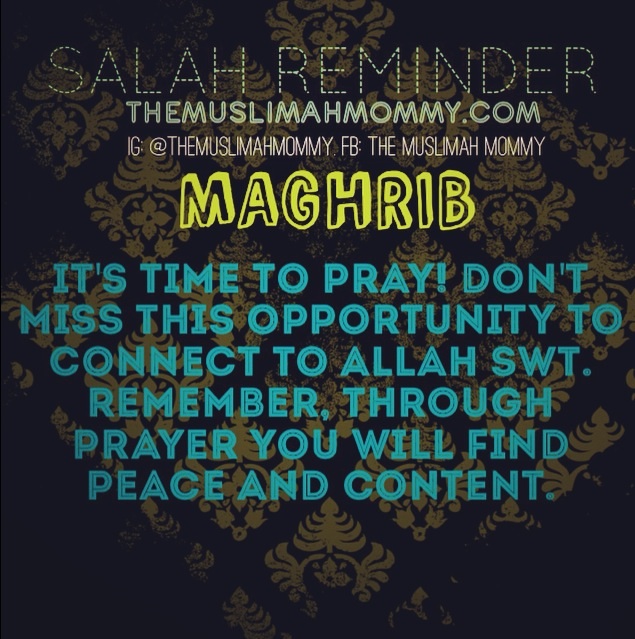 SALAH REMINDER
THEMUSLIMAHMOMMY.COM
IG: @THEMUSLIMAHMOMMY FB: THE MUSLIMAH MOMMY
MAGHRIB
IT'S TIME TO PRAY! DON'T
MISS THIS OPPORTUNITY TO
CONNECT TO ALLAH SWT.
REMEMBER, THROUGH
PRAYER YOU WILL FIND
PEACE AND CONTENT.